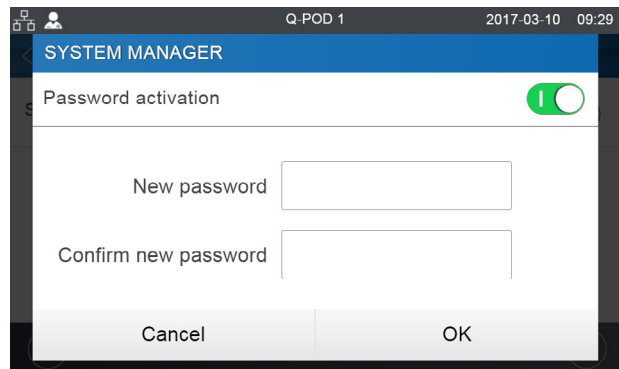 Q-POD 1 2017-03-10 09:29
SYSTEM MANAGER
Password activation
New password
Confirm new password
Cancel OK